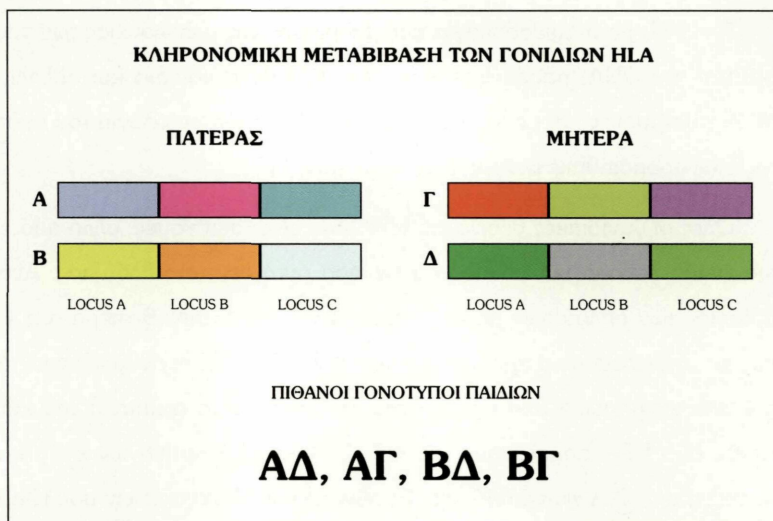 ΚΛΗΡΟΝΟΜΙΚΗ ΜΕΤΑΒΙΒΑΣΗ ΤΩΝ ΓΟΝΙΔΙΩΝ HLA
ΠΑΤΕΡΑΣ ΜΗΤΕΡΑ
Α Γ
Β Δ
LOCUS A LOCUS B LOCUS C LOCUS A LOCUS B LOCUS C
ΠΙΘΑΝΟΙ ΓΟΝΟΤΥΠΟΙ ΠΑΙΔΙΩΝ
ΑΔ, ΑΓ, ΒΔ, ΒΓ